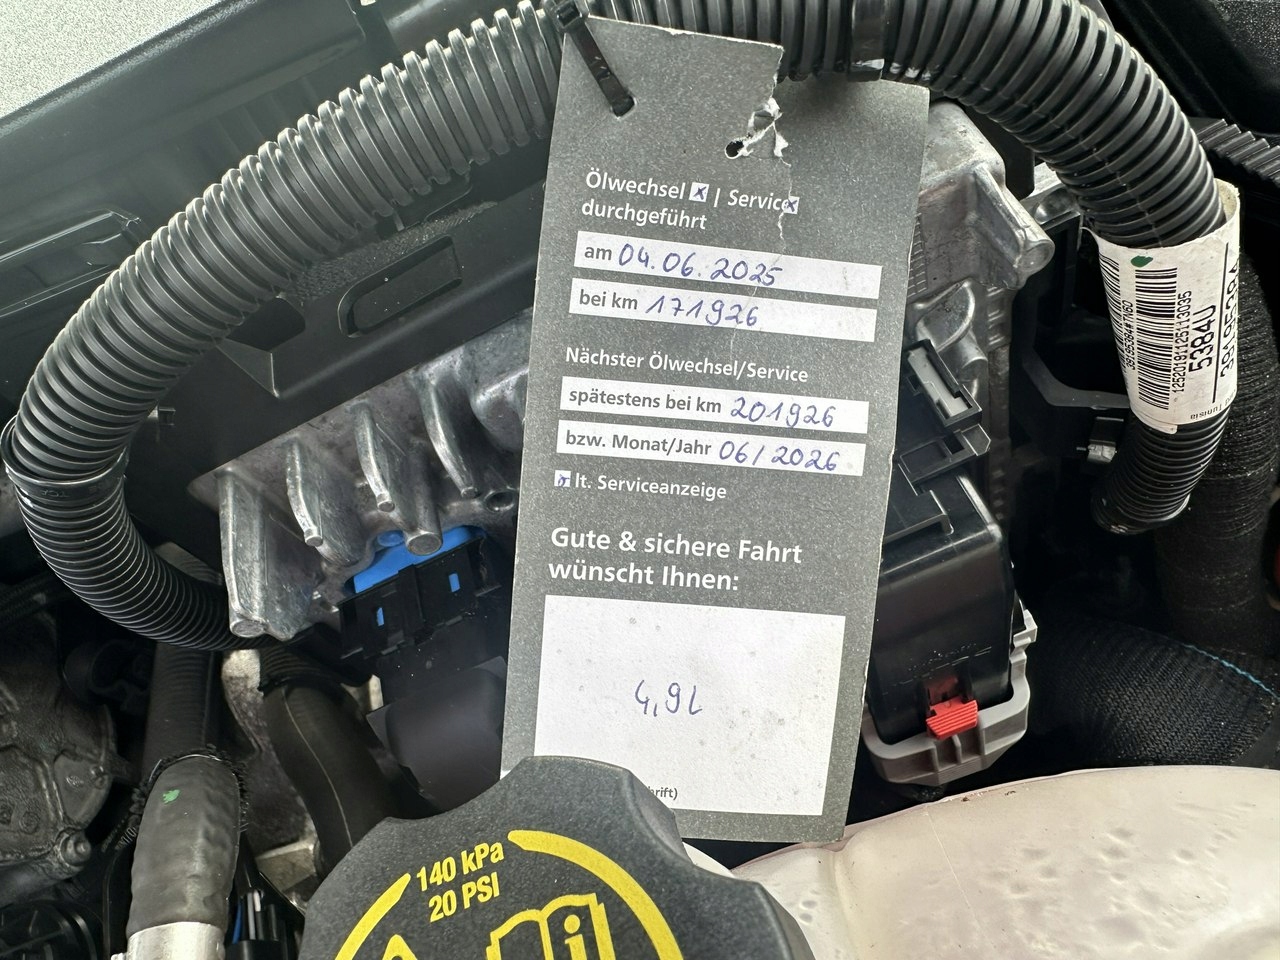 Ölwechsel x | Service x
durchgeführt
am 04.06.2025
bei km 171926
Nächster Ölwechsel/Service
spätestens bei km 201926
bzw. Monat/Jahr 06/2026
x lt. Serviceanzeige
Gute & sichere Fahrt
wünscht Ihnen:
4,9L
140 kPa
20 PSI
5384U